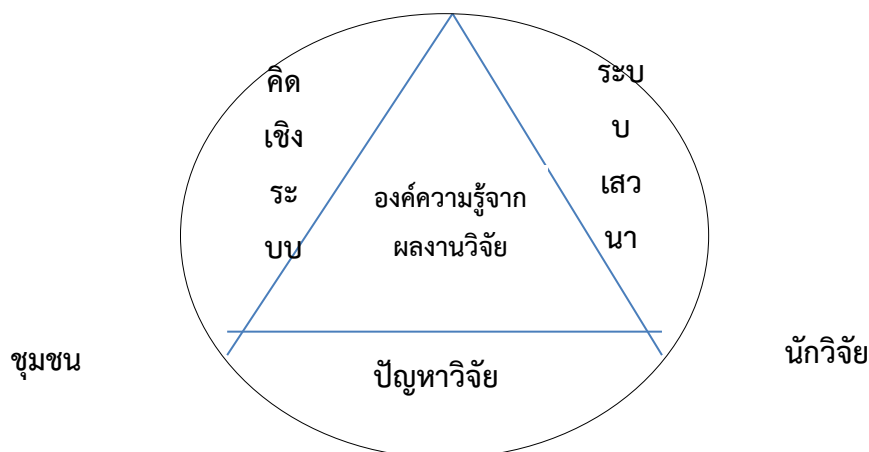 คิด
เชิง
ระ
บบ
ระบ
บ
เสว
นา
องค์ความรู้จาก
ผลงานวิจัย
ชุมชน
ปัญหาวิจัย
นักวิจัย